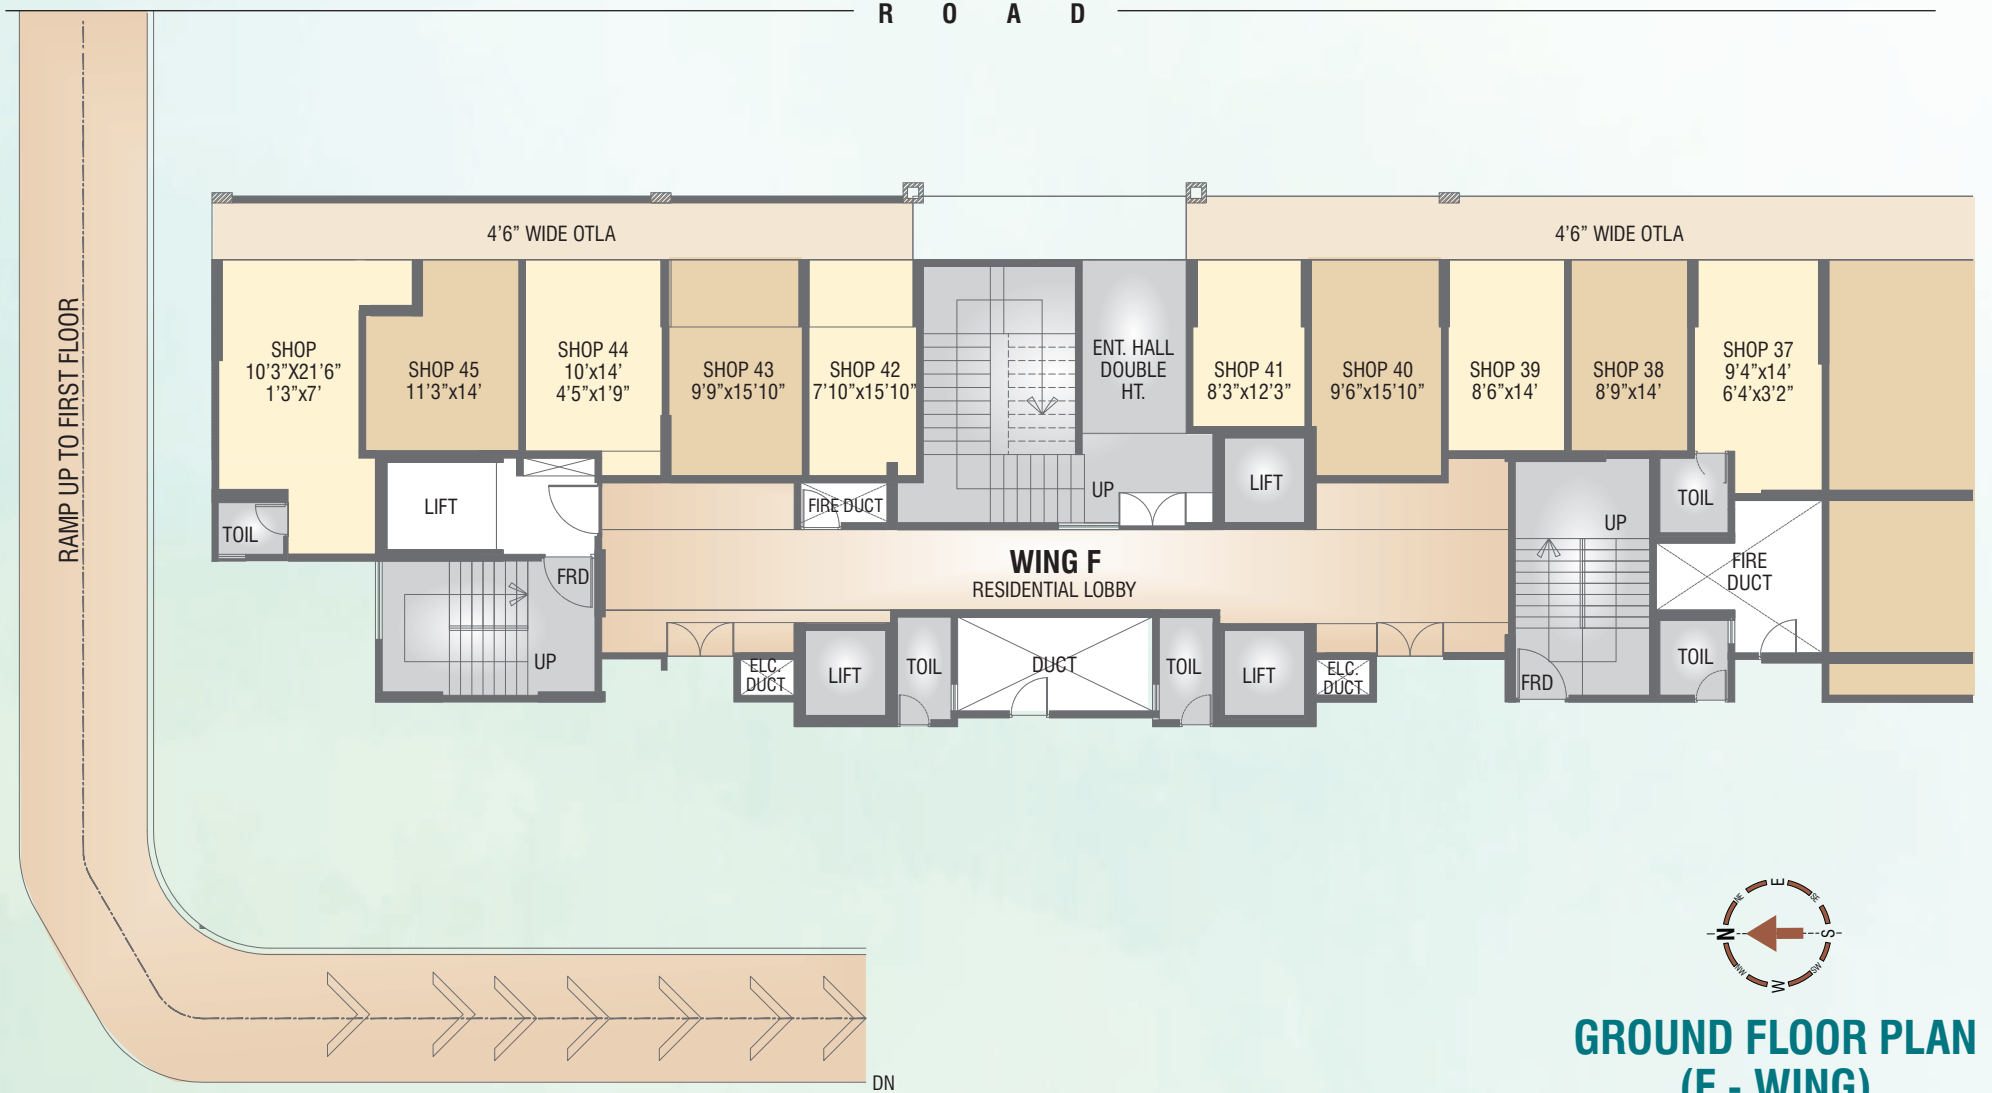 R O A D
4'6" WIDE OTLA
4'6" WIDE OTLA
RAMP UP TO FIRST FLOOR
SHOP
10'3"X21'6"
1'3"x7'
SHOP 45
11'3"x14'
SHOP 44
10'x14'
4'5"x1'9"
SHOP 43
9'9"x15'10"
SHOP 42
7'10"x15'10"
ENT. HALL
DOUBLE
HT.
SHOP 41
8'3"x12'3"
SHOP 40
9'6"x15'10"
SHOP 39
8'6"x14'
SHOP 38
8'9"x14'
SHOP 37
9'4"x14'
6'4'x3'2"
LIFT
TOIL
FIRE DUCT
UP
LIFT
UP
TOIL
FIRE
DUCT
WING F
RESIDENTIAL LOBBY
FRD
UP
ELC.
DUCT
LIFT
TOIL
DUCT
TOIL
LIFT
ELC.
DUCT
FRD
TOIL
E
NE
SE
N
S
NW
SW
W
GROUND FLOOR PLAN
(F - WING)
DN